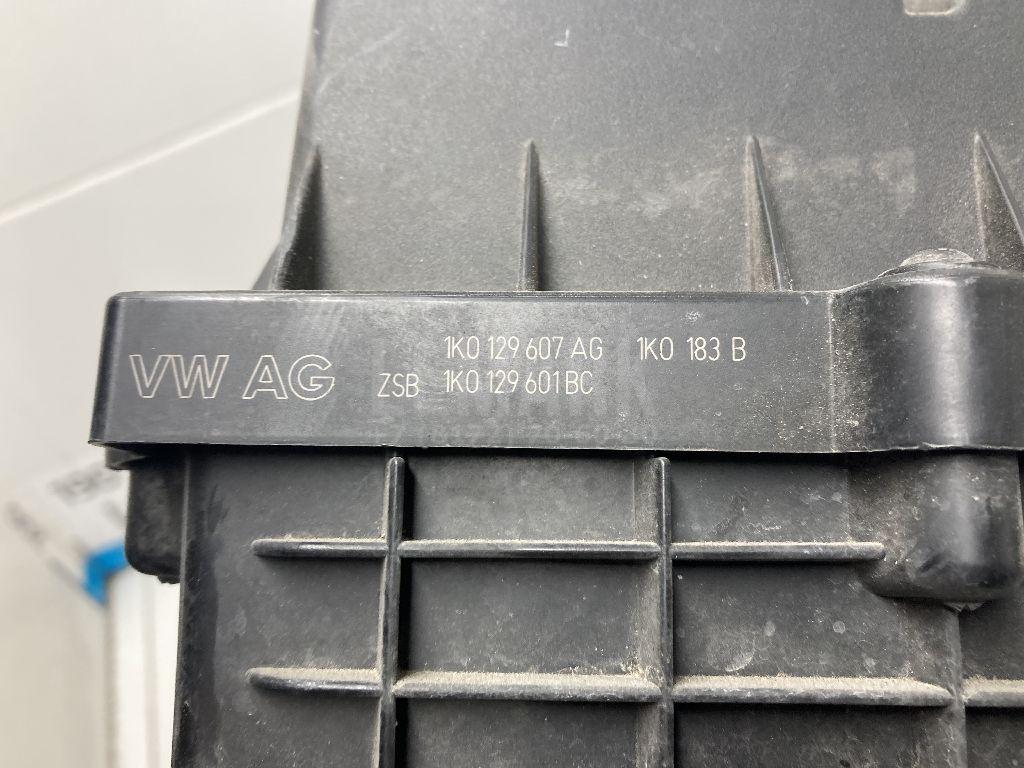 VW AG
1K0 129 607 AG 1K0 183 B
ZSB 1K0 129 601 BC